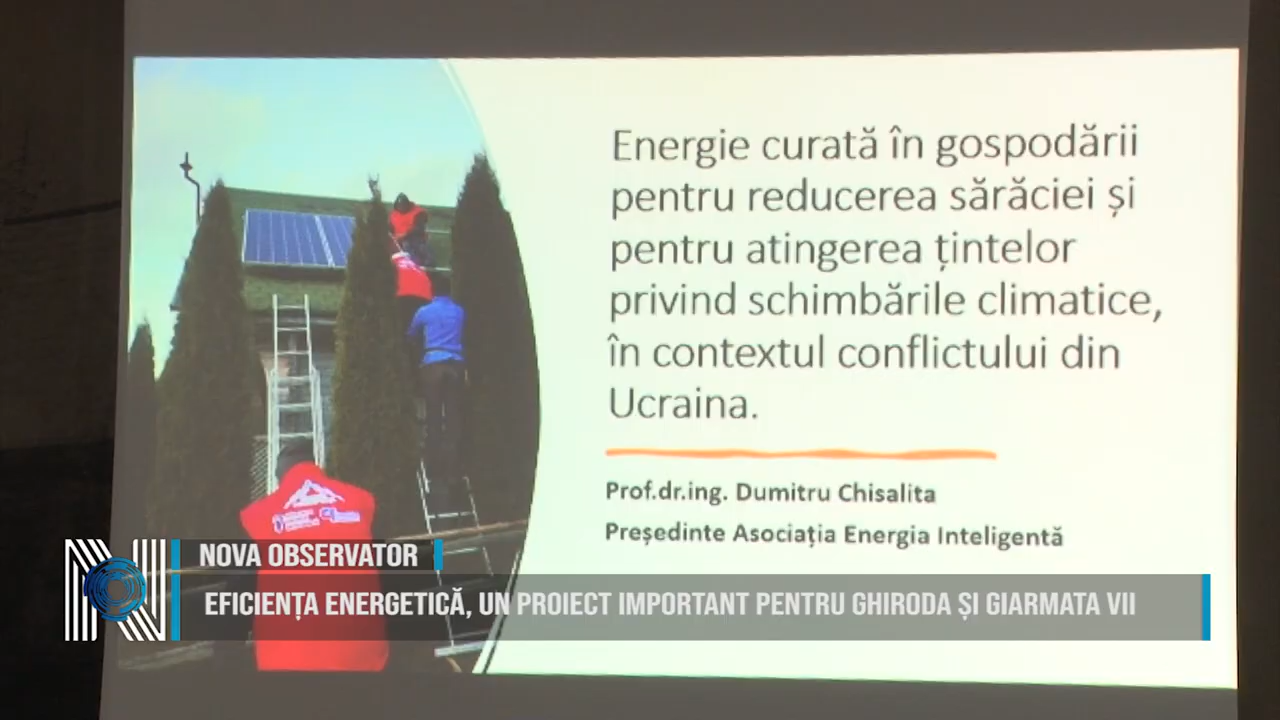 Energie curată în gospodării
pentru reducerea sărăciei și
pentru atingerea țintelor
privind schimbările climatice,
în contextul conflictului din
Ucraina.
Prof.dr.ing. Dumitru Chisalita
Președinte Asociația Energia Inteligentă
NOVA OBSERVATOR
EFICIENȚA ENERGETICĂ, UN PROIECT IMPORTANT PENTRU GHIRODA ȘI GIARMATA VII